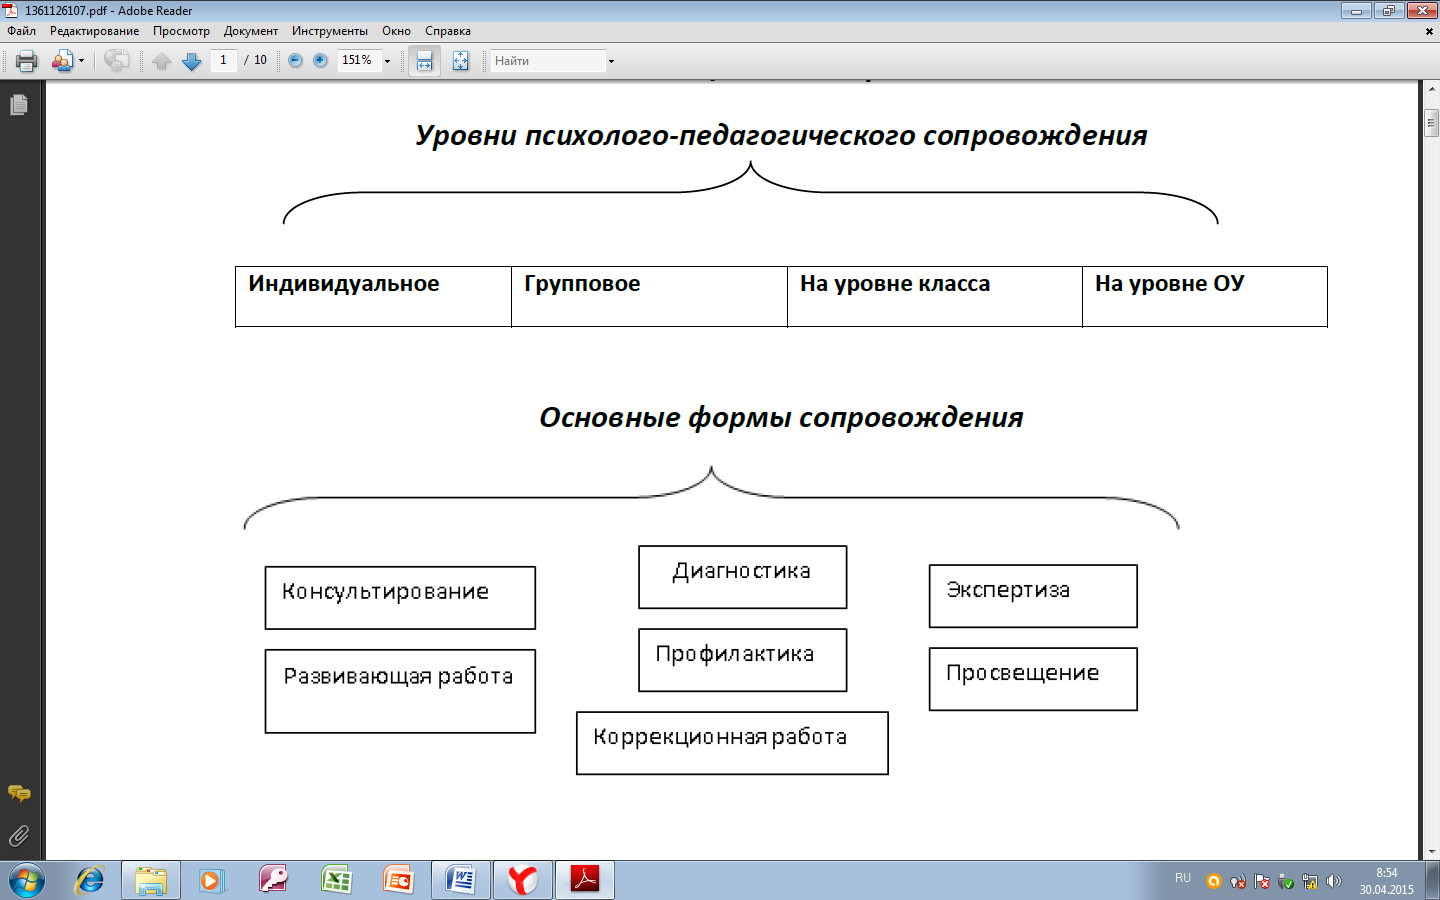 1361126107.pdf - Adobe Reader
Файл Редактирование Просмотр Документ Инструменты Окно Справка
1 / 10 151% Найти
Уровни психолого-педагогического сопровождения
Индивидуальное Групповое На уровне класса На уровне ОУ
Основные формы сопровождения
Диагностика
Консультирование Экспертиза
Профилактика
Развивающая работа Просвещение
Коррекционная работа
RU 8:54
30.04.2015